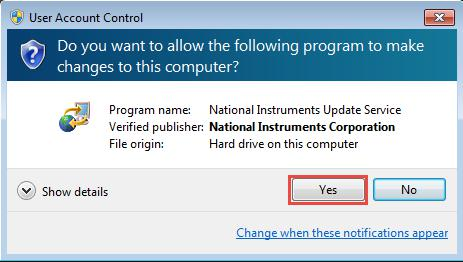 User Account Control
Do you want to allow the following program to make
changes to this computer?
Program name: National Instruments Update Service
Verified publisher: National Instruments Corporation
File origin: Hard drive on this computer
Show details Yes No
Change when these notifications appear